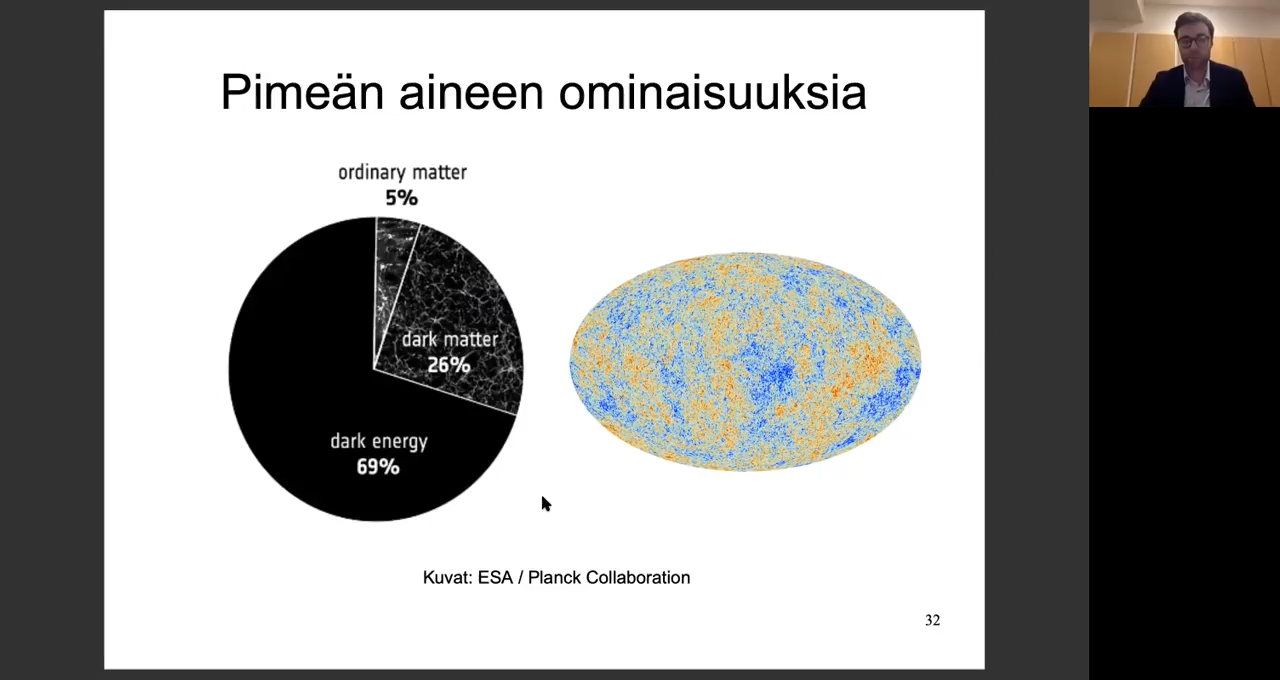 Pimeän aineen ominaisuuksia
ordinary matter
5%
dark matter
26%
dark energy
69%
Kuvat: ESA / Planck Collaboration
32